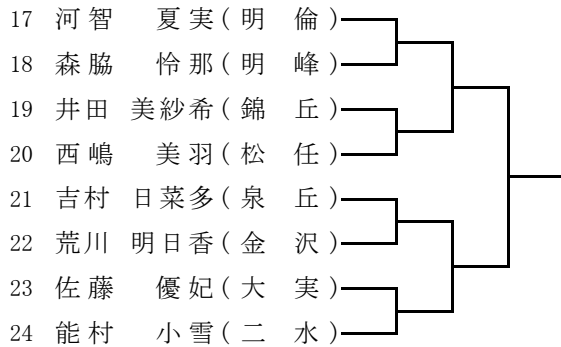 17 河智 夏実(明 倫)
18 森脇 怜那(明 峰)
19 井田 美紗希(錦 丘)
20 西嶋 美羽(松 任)
21 吉村 日菜多(泉 丘)
22 荒川 明日香(金 沢)
23 佐藤 優妃(大 実)
24 能村 小雪(二 水)